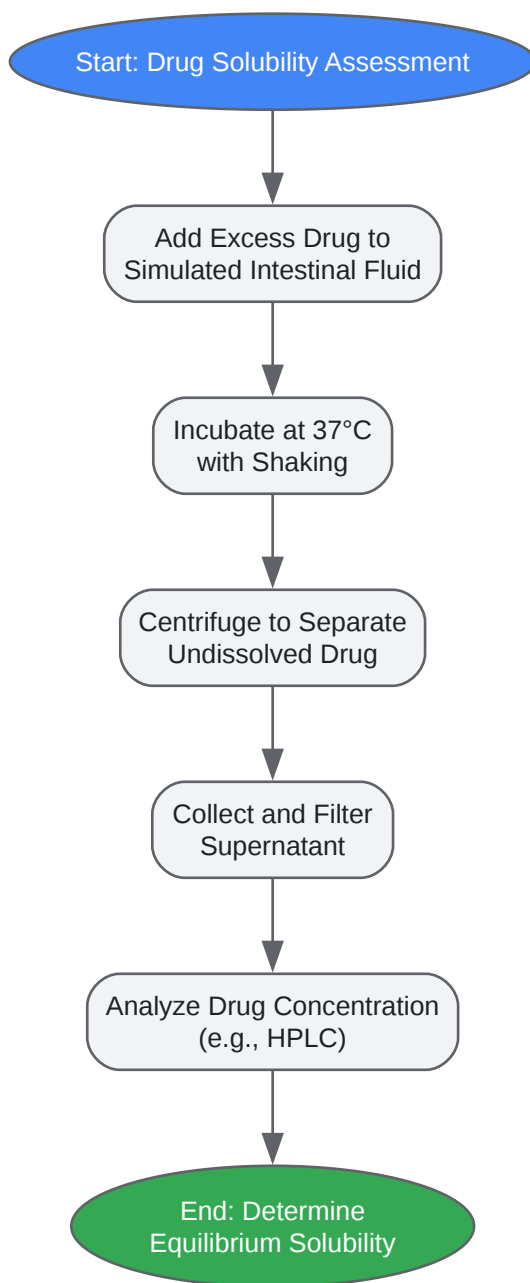 Start: Drug Solubility Assessment
Add Excess Drug to
Simulated Intestinal Fluid
Incubate at 37°C
with Shaking
Centrifuge to Separate
Undissolved Drug
Collect and Filter
Supernatant
Analyze Drug Concentration
(e.g., HPLC)
End: Determine
Equilibrium Solubility